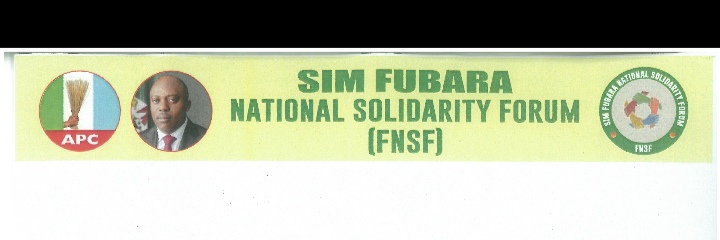 APC
SIM FUBARA
NATIONAL SOLIDARITY FORUM
(FNSF)
SIM FUBARA NATIONAL SOLIDARITY FORUM
FNSF